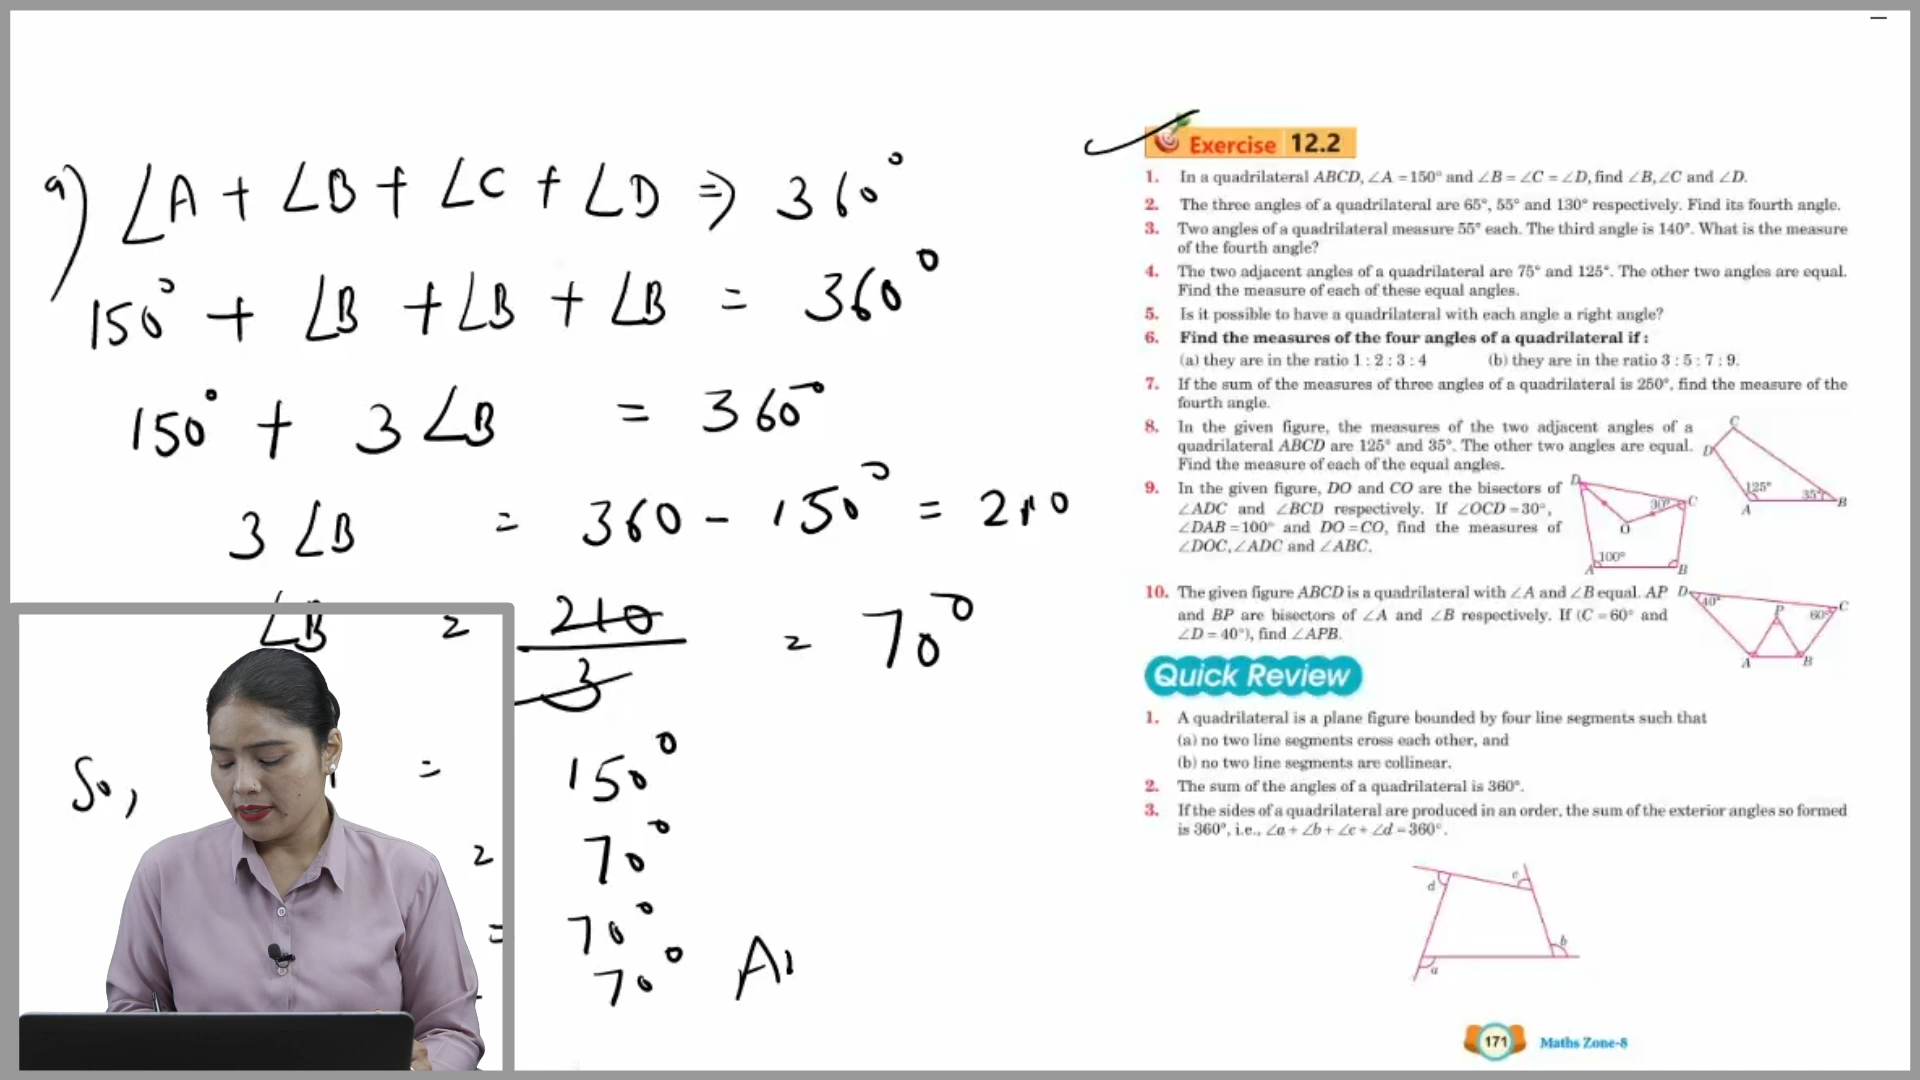 a) ∠A + ∠B + ∠C + ∠D ⇒ 360°
150° + ∠B + ∠B + ∠B = 360°
150° + 3∠B = 360°
3∠B = 360 - 150° = 210
∠B = 210/3 = 70°
So, = 150°
= 70°
= 70°
70° An
Exercise 12.2
1. In a quadrilateral ABCD, ∠A = 150° and ∠B = ∠C = ∠D, find ∠B, ∠C and ∠D.
2. The three angles of a quadrilateral are 65°, 55° and 130° respectively. Find its fourth angle.
3. Two angles of a quadrilateral measure 55° each. The third angle is 140°. What is the measure
of the fourth angle?
4. The two adjacent angles of a quadrilateral are 75° and 125°. The other two angles are equal.
Find the measure of each of these equal angles.
5. Is it possible to have a quadrilateral with each angle a right angle?
6. Find the measures of the four angles of a quadrilateral if :
(a) they are in the ratio 1 : 2 : 3 : 4 (b) they are in the ratio 3 : 5 : 7 : 9.
7. If the sum of the measures of three angles of a quadrilateral is 250°, find the measure of the
fourth angle.
8. In the given figure, the measures of the two adjacent angles of a
quadrilateral ABCD are 125° and 35°. The other two angles are equal.
Find the measure of each of the equal angles.
C
D
125°
35°
A
B
9. In the given figure, DO and CO are the bisectors of
∠ADC and ∠BCD respectively. If ∠OCD = 30°,
∠DAB = 100° and DO = CO, find the measures of
∠DOC, ∠ADC and ∠ABC.
D
30°
C
O
100°
A
B
10. The given figure ABCD is a quadrilateral with ∠A and ∠B equal. AP
and BP are bisectors of ∠A and ∠B respectively. If (C = 60° and
∠D = 40°), find ∠APB.
D
40°
P
60°
C
A
B
Quick Review
1. A quadrilateral is a plane figure bounded by four line segments such that
(a) no two line segments cross each other, and
(b) no two line segments are collinear.
2. The sum of the angles of a quadrilateral is 360°.
3. If the sides of a quadrilateral are produced in an order, the sum of the exterior angles so formed
is 360°, i.e., ∠a + ∠b + ∠c + ∠d = 360°.
d
c
b
a
171 Maths Zone-8